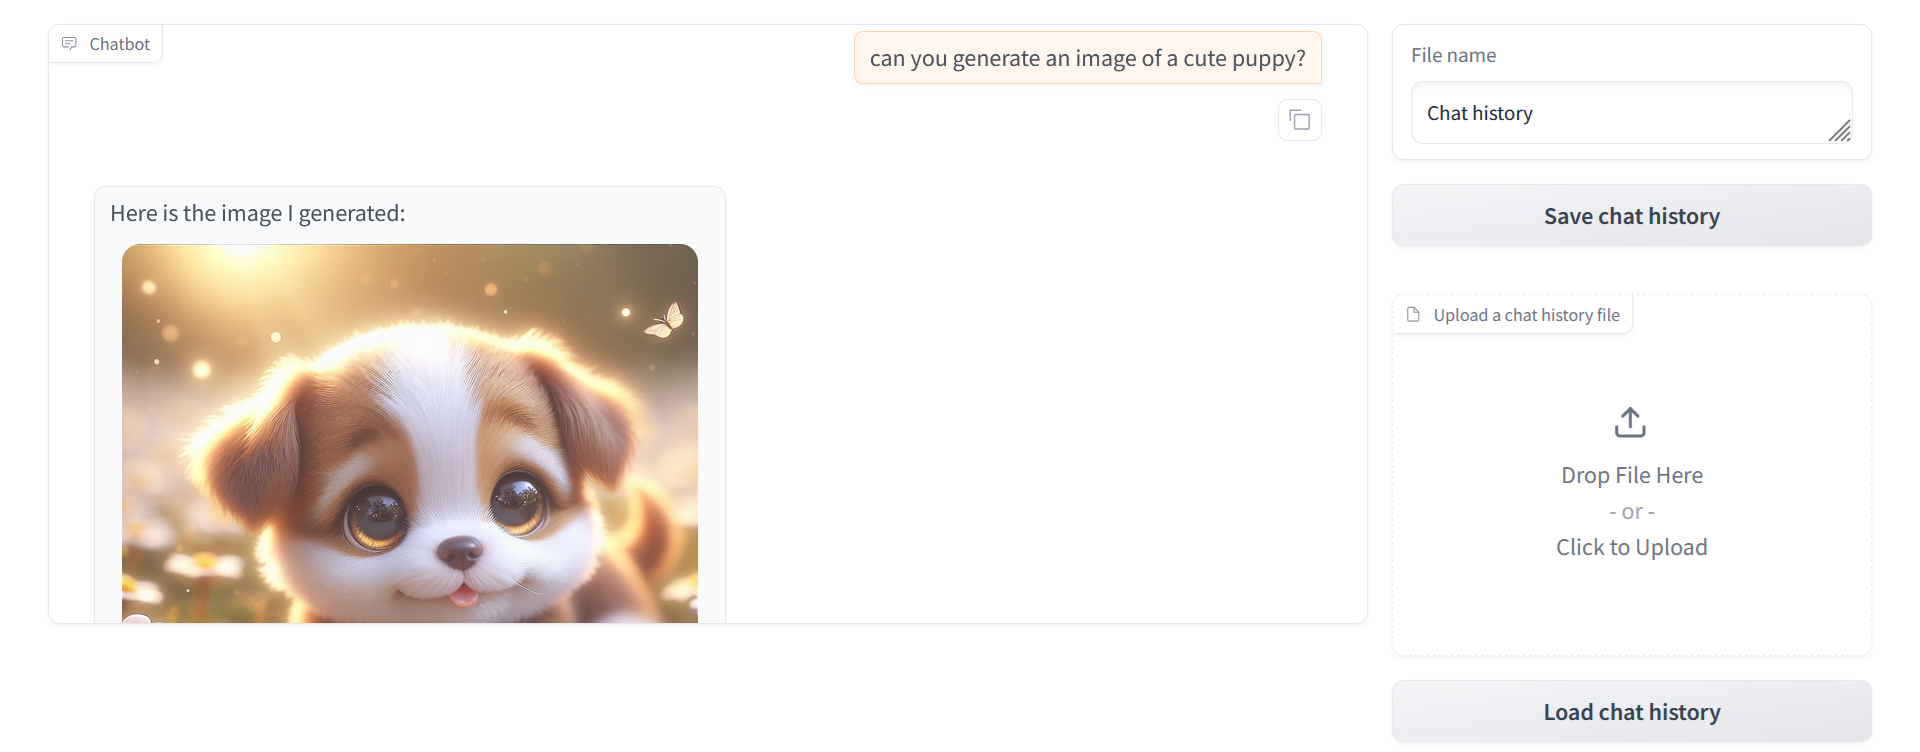 Chatbot
can you generate an image of a cute puppy?
Here is the image I generated:
File name
Chat history
Save chat history
Upload a chat history file
Drop File Here
- or -
Click to Upload
Load chat history